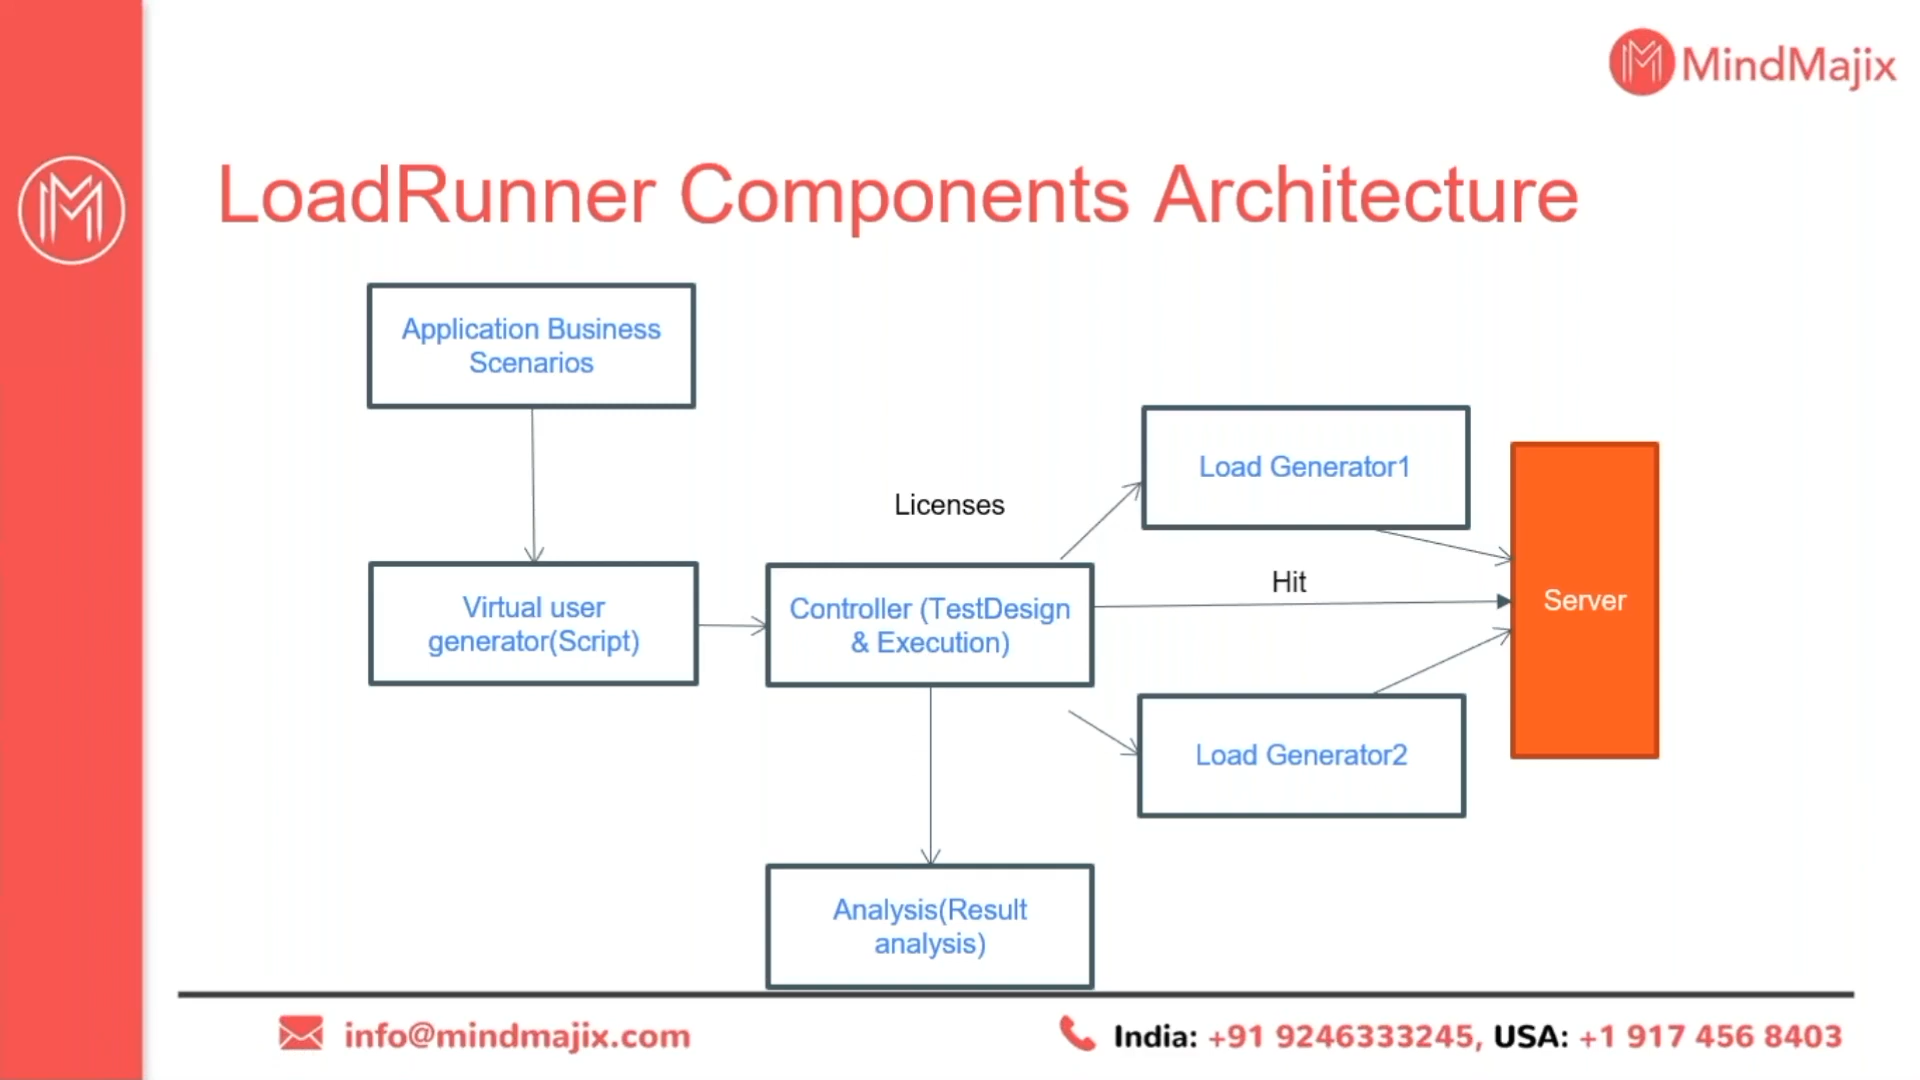 MindMajix
LoadRunner Components Architecture
Application Business
Scenarios
Load Generator1
Licenses
Hit
Server
Virtual user
generator(Script)
Controller (TestDesign
& Execution)
Load Generator2
Analysis(Result
analysis)
info@mindmajix.com
India: +91 9246333245, USA: +1 917 456 8403